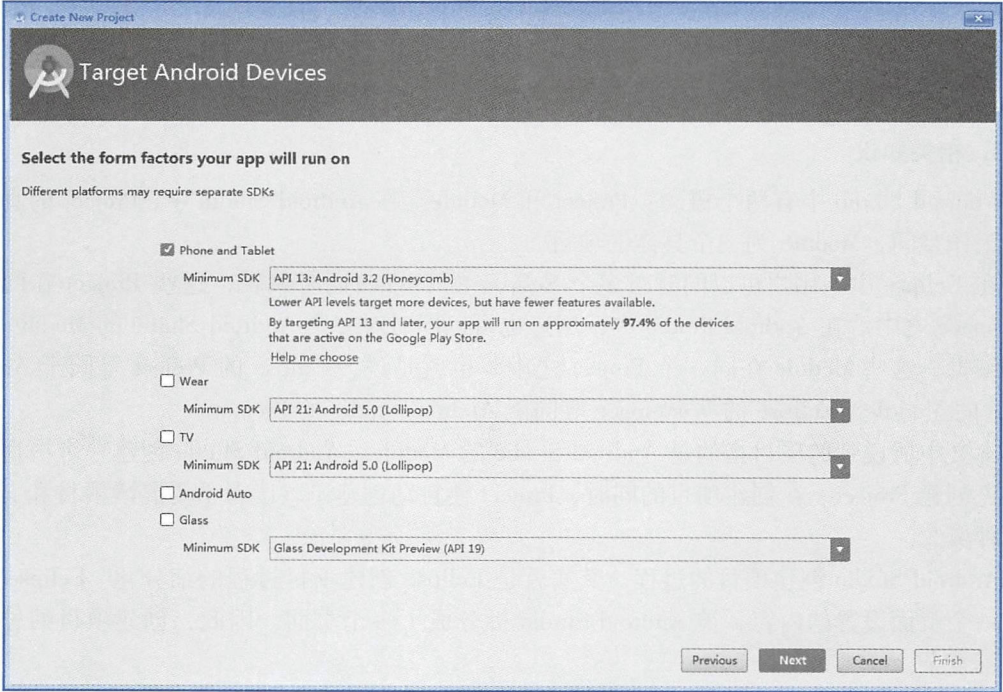 Create New Project
Target Android Devices
Select the form factors your app will run on
Different platforms may require separate SDKs
Phone and Tablet
Minimum SDK API 13: Android 3.2 (Honeycomb)
Lower API levels target more devices, but have fewer features available.
By targeting API 13 and later, your app will run on approximately 97.4% of the devices
that are active on the Google Play Store.
Help me choose
Wear
Minimum SDK API 21: Android 5.0 (Lollipop)
TV
Minimum SDK API 21: Android 5.0 (Lollipop)
Android Auto
Glass
Minimum SDK Glass Development Kit Preview (API 19)
Previous Next Cancel Finish